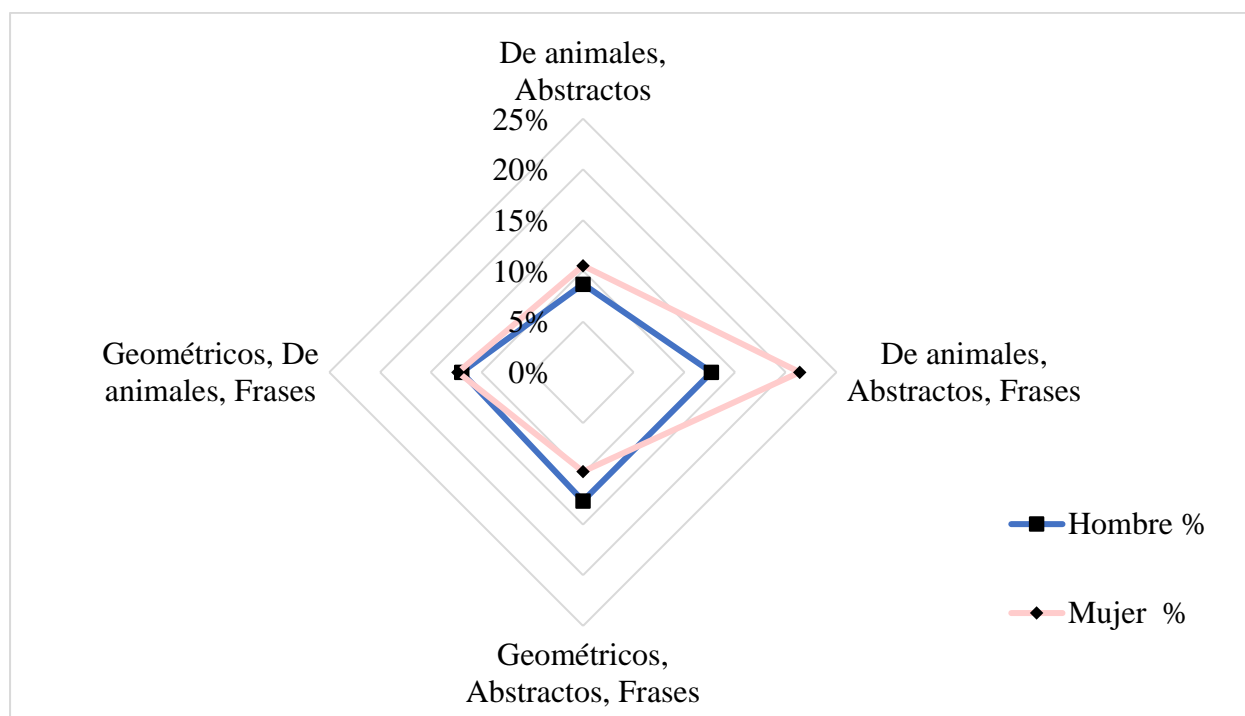 De animales,
Abstractos
25%
20%
15%
10%
5%
0%
Geométricos, De
animales, Frases
De animales,
Abstractos, Frases
Hombre %
Mujer %
Geométricos,
Abstractos, Frases